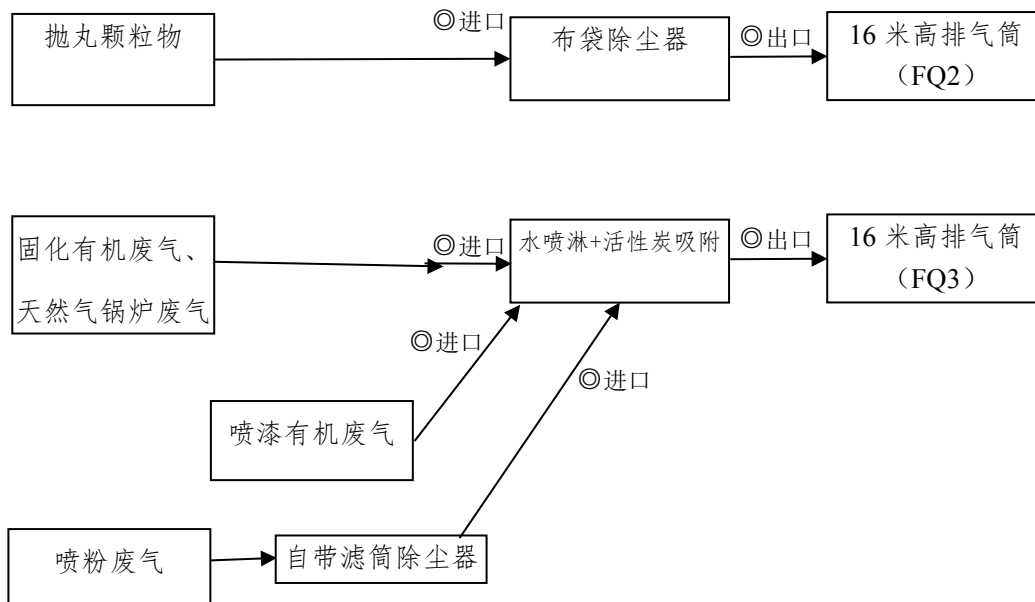 抛丸颗粒物
◎进口
布袋除尘器
◎出口
16 米高排气筒
（FQ2）
固化有机废气、
天然气锅炉废气
◎进口
水喷淋+活性炭吸附
◎出口
16 米高排气筒
（FQ3）
◎进口
◎进口
喷漆有机废气
喷粉废气
自带滤筒除尘器